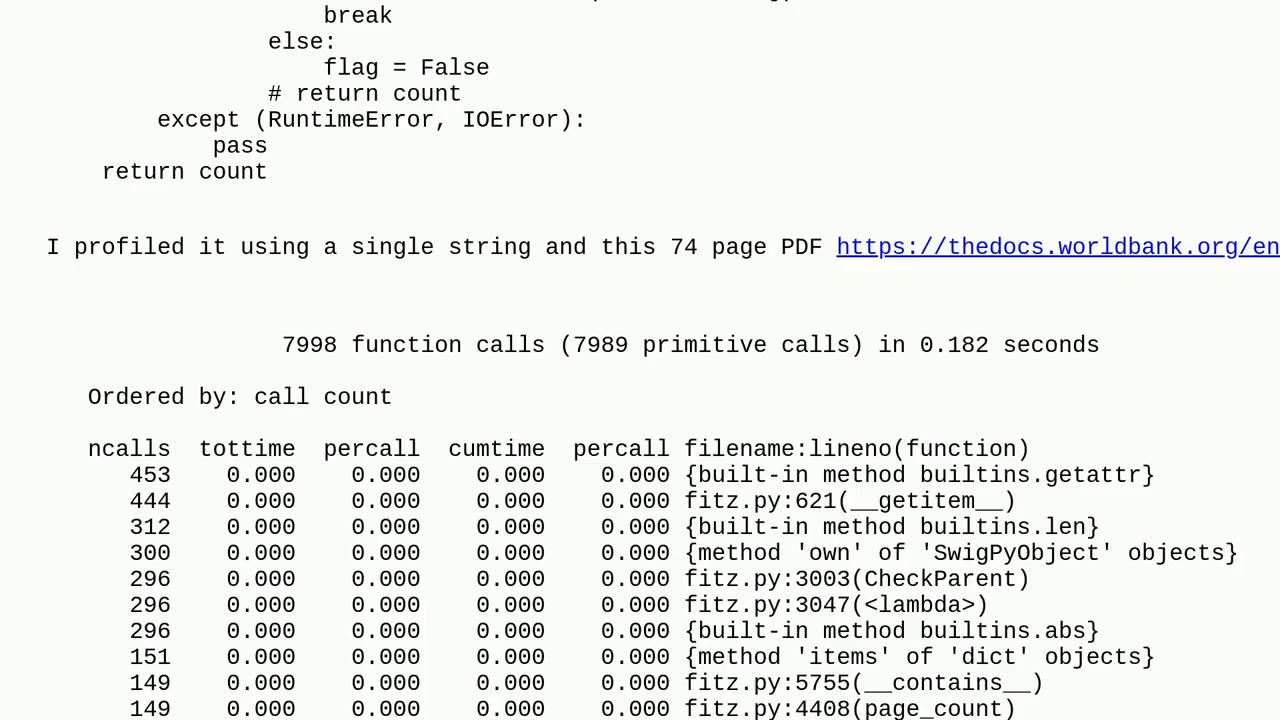 break
else:
flag = False
# return count
except (RuntimeError, IOError):
pass
return count
I profiled it using a single string and this 74 page PDF https://thedocs.worldbank.org/en
7998 function calls (7989 primitive calls) in 0.182 seconds
Ordered by: call count
ncalls  tottime  percall  cumtime  percall filename:lineno(function)
453    0.000    0.000    0.000    0.000 {built-in method builtins.getattr}
444    0.000    0.000    0.000    0.000 fitz.py:621(__getitem__)
312    0.000    0.000    0.000    0.000 {built-in method builtins.len}
300    0.000    0.000    0.000    0.000 {method 'own' of 'SwigPyObject' objects}
296    0.000    0.000    0.000    0.000 fitz.py:3003(CheckParent)
296    0.000    0.000    0.000    0.000 fitz.py:3047(<lambda>)
296    0.000    0.000    0.000    0.000 {built-in method builtins.abs}
151    0.000    0.000    0.000    0.000 {method 'items' of 'dict' objects}
149    0.000    0.000    0.000    0.000 fitz.py:5755(__contains__)
149    0.000    0.000    0.000    0.000 fitz.py:4408(page_count)